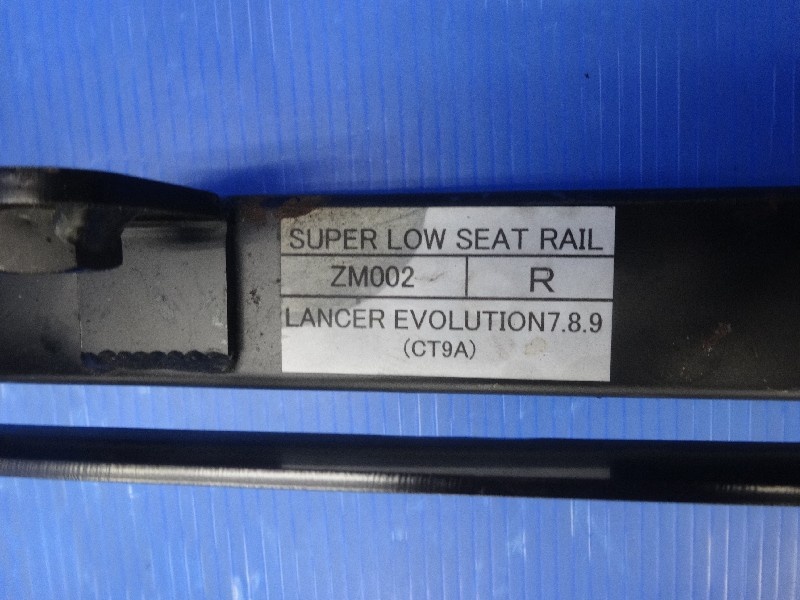 SUPER LOW SEAT RAIL
ZM002 R
LANCER EVOLUTION7.8.9
(CT9A)